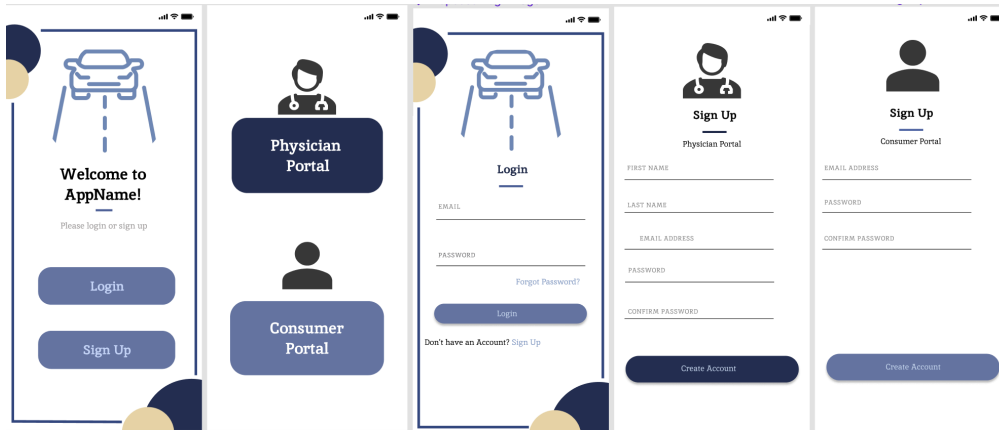 Welcome to
AppName!
Please login or sign up
Login
Sign Up
Physician
Portal
Consumer
Portal
Login
EMAIL
PASSWORD
Forgot Password?
Login
Don't have an Account? Sign Up
Sign Up
Physician Portal
FIRST NAME
LAST NAME
EMAIL ADDRESS
PASSWORD
CONFIRM PASSWORD
Create Account
Sign Up
Consumer Portal
EMAIL ADDRESS
PASSWORD
CONFIRM PASSWORD
Create Account